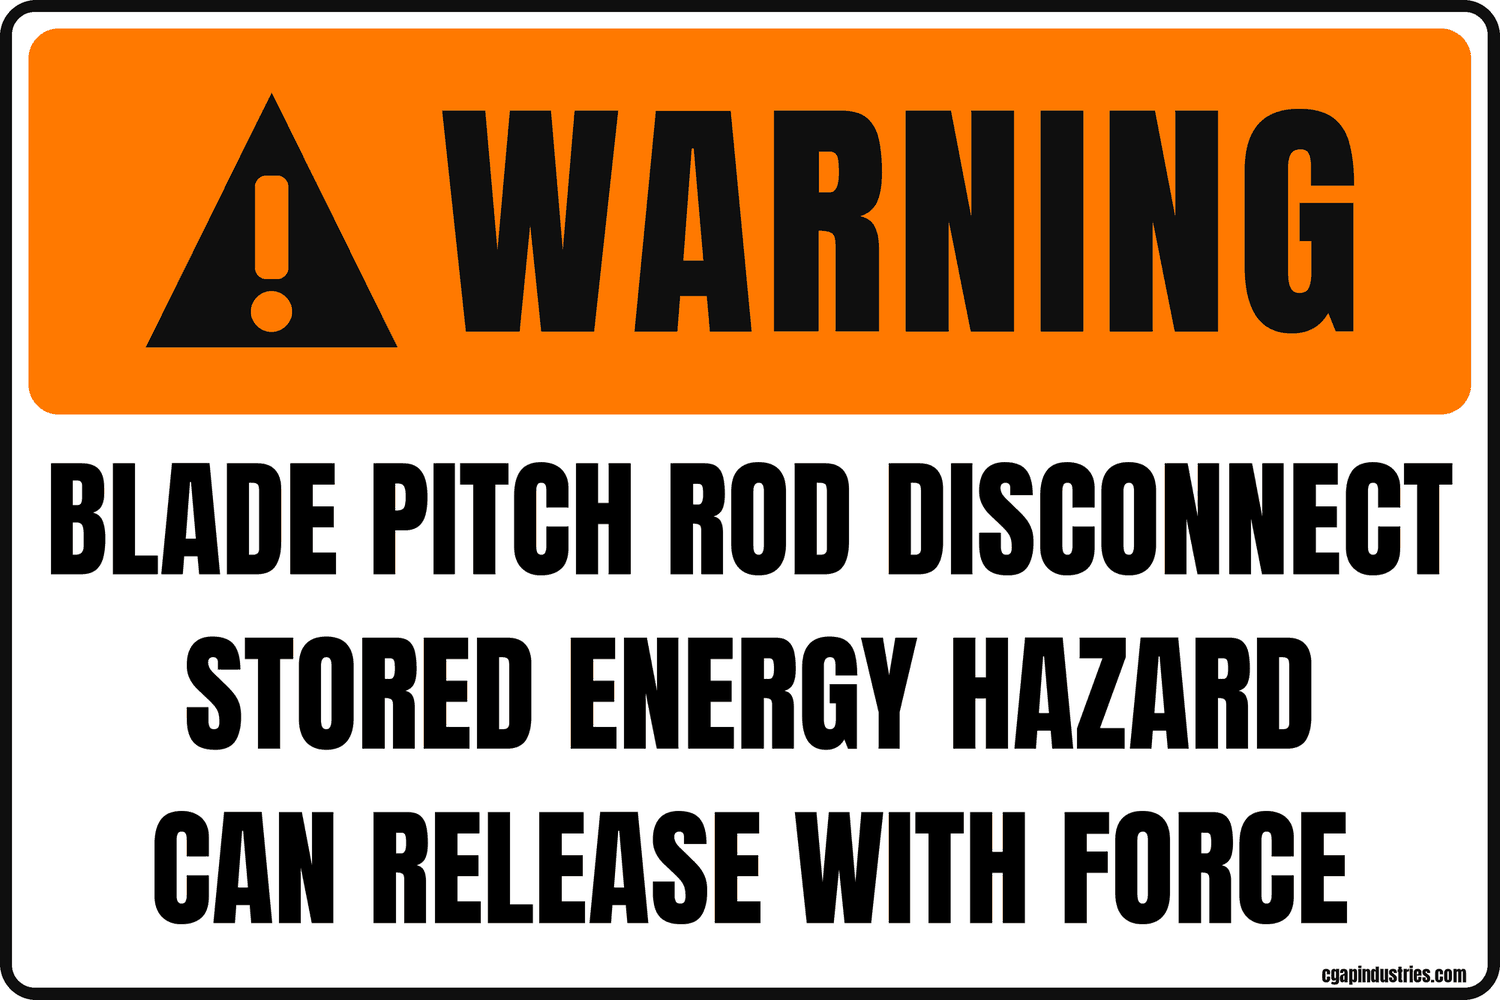 WARNING
BLADE PITCH ROD DISCONNECT
STORED ENERGY HAZARD
CAN RELEASE WITH FORCE
cgapindustries.com